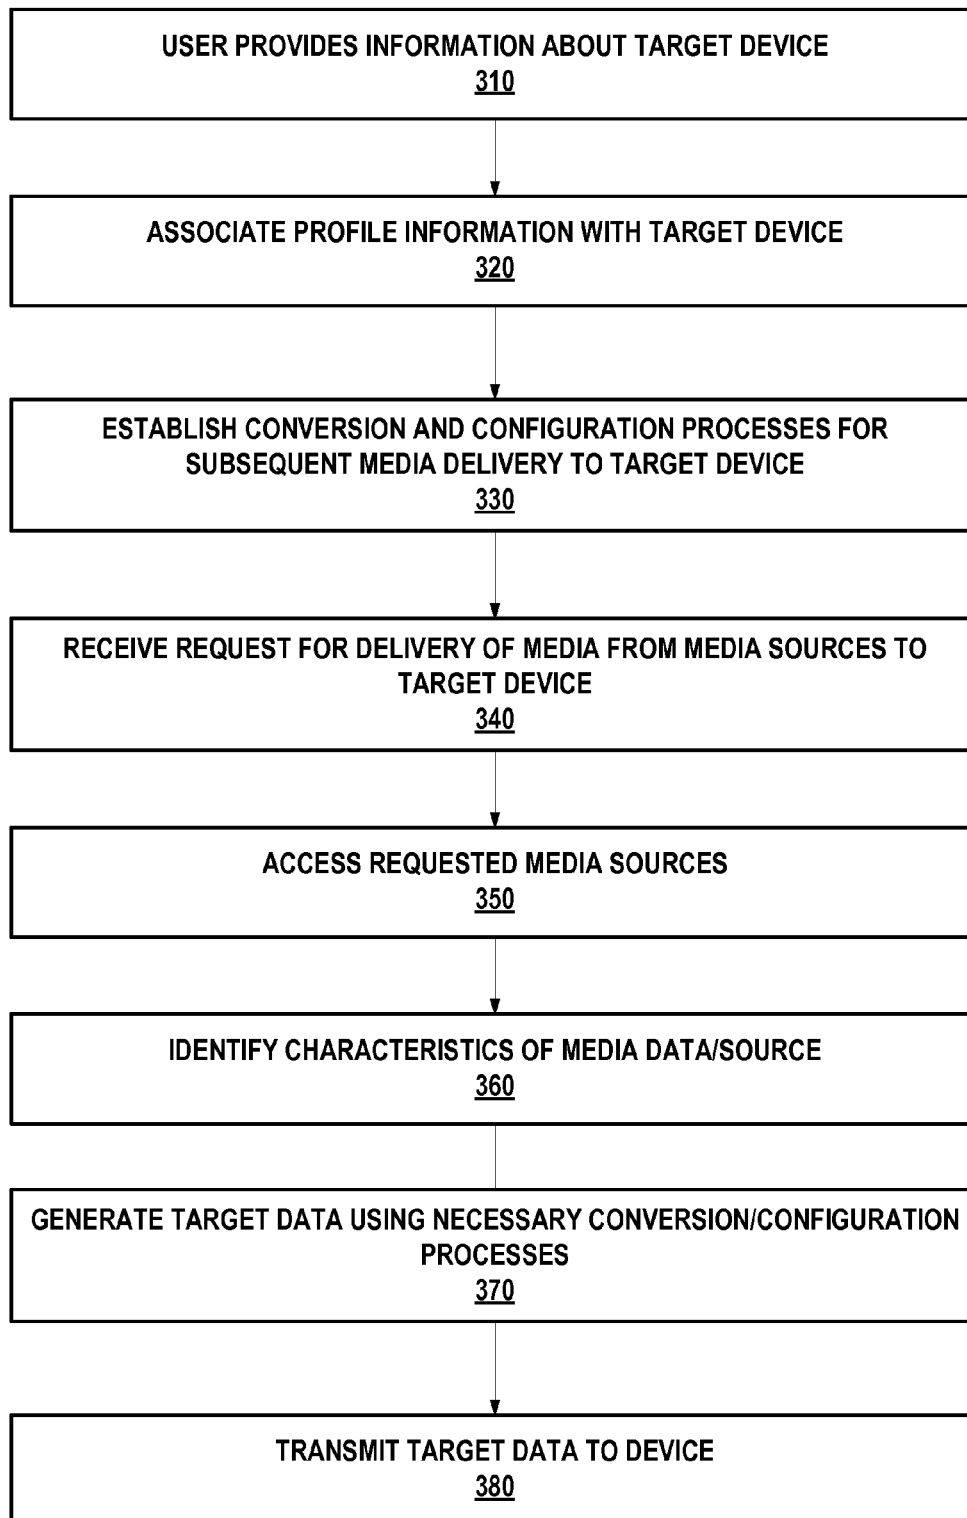 USER PROVIDES INFORMATION ABOUT TARGET DEVICE
310
ASSOCIATE PROFILE INFORMATION WITH TARGET DEVICE
320
ESTABLISH CONVERSION AND CONFIGURATION PROCESSES FOR
SUBSEQUENT MEDIA DELIVERY TO TARGET DEVICE
330
RECEIVE REQUEST FOR DELIVERY OF MEDIA FROM MEDIA SOURCES TO
TARGET DEVICE
340
ACCESS REQUESTED MEDIA SOURCES
350
IDENTIFY CHARACTERISTICS OF MEDIA DATA/SOURCE
360
GENERATE TARGET DATA USING NECESSARY CONVERSION/CONFIGURATION
PROCESSES
370
TRANSMIT TARGET DATA TO DEVICE
380